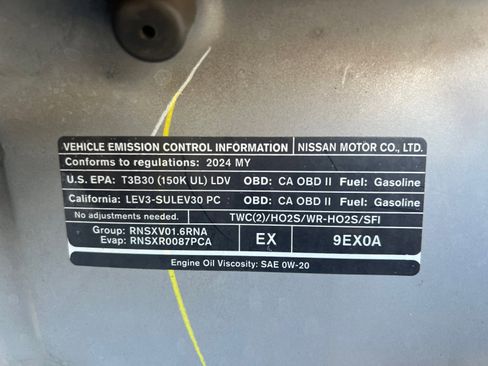 VEHICLE EMISSION CONTROL INFORMATION NISSAN MOTOR CO., LTD.
Conforms to regulations: 2024 MY
U.S. EPA: T3B30 (150K UL) LDV OBD: CA OBD II Fuel: Gasoline
California: LEV3-SULEV30 PC OBD: CA OBD II Fuel: Gasoline
No adjustments needed. TWC(2)/HO2S/WR-HO2S/SFI
Group: RNSXV01.6RNA
Evap: RNSXR0087PCA EX 9EX0A
Engine Oil Viscosity: SAE 0W-20